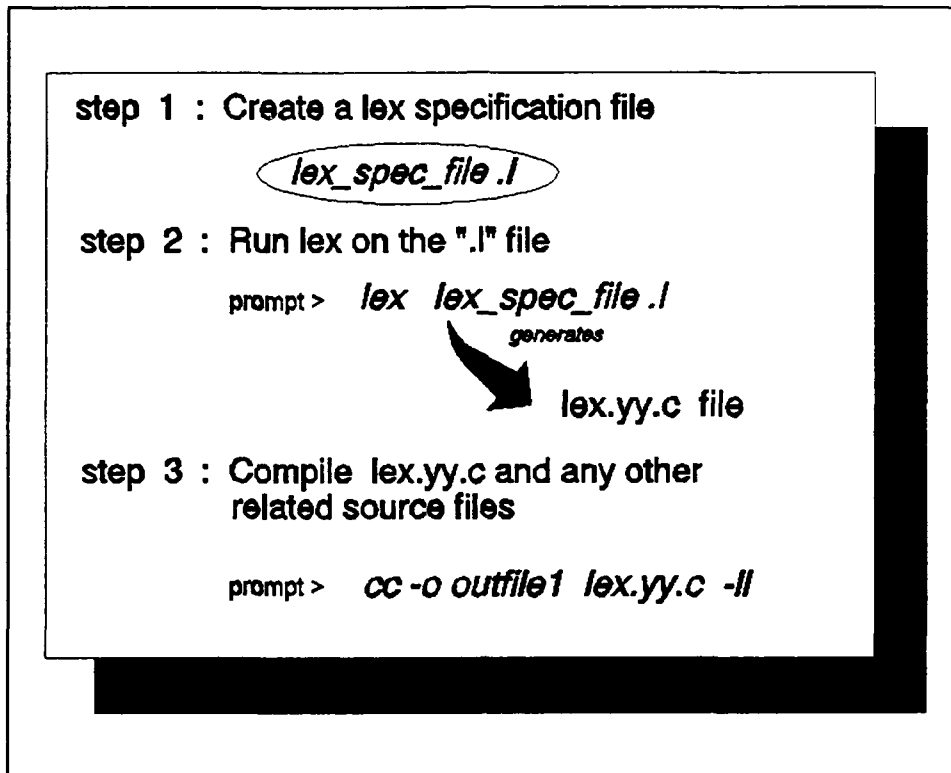 step 1 : Create a lex specification file
lex_spec_file .l
step 2 : Run lex on the ".l" file
prompt > lex lex_spec_file .l
generates
lex.yy.c file
step 3 : Compile lex.yy.c and any other
related source files
prompt > cc -o outfile1 lex.yy.c -ll